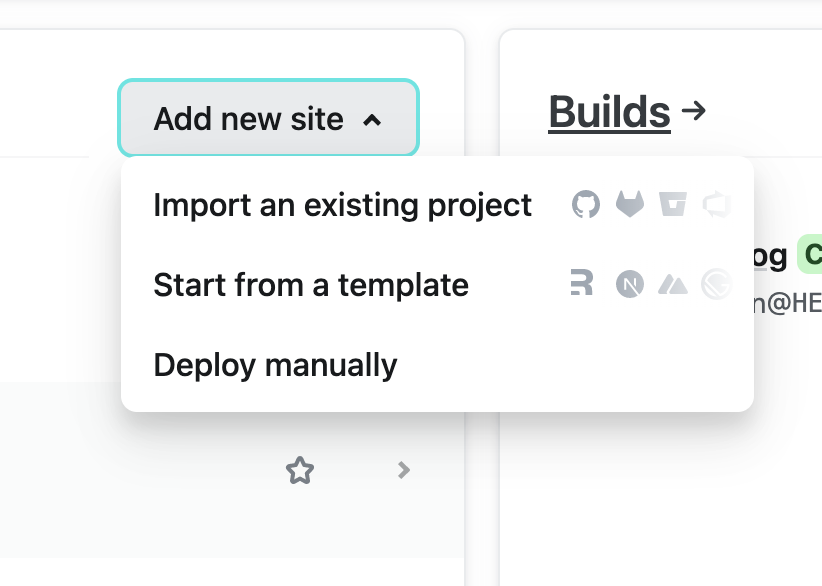 Add new site
Builds
Import an existing project
Start from a template
Deploy manually
og C
n@HE